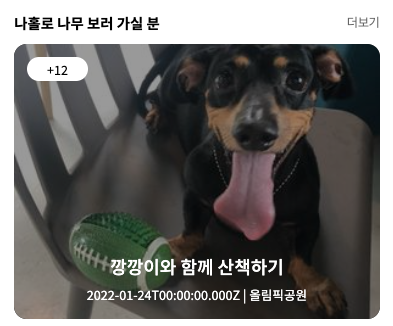 나홀로 나무 보러 가실 분
더보기
+12
깡깡이와 함께 산책하기
2022-01-24T00:00:00.000Z | 올림픽공원